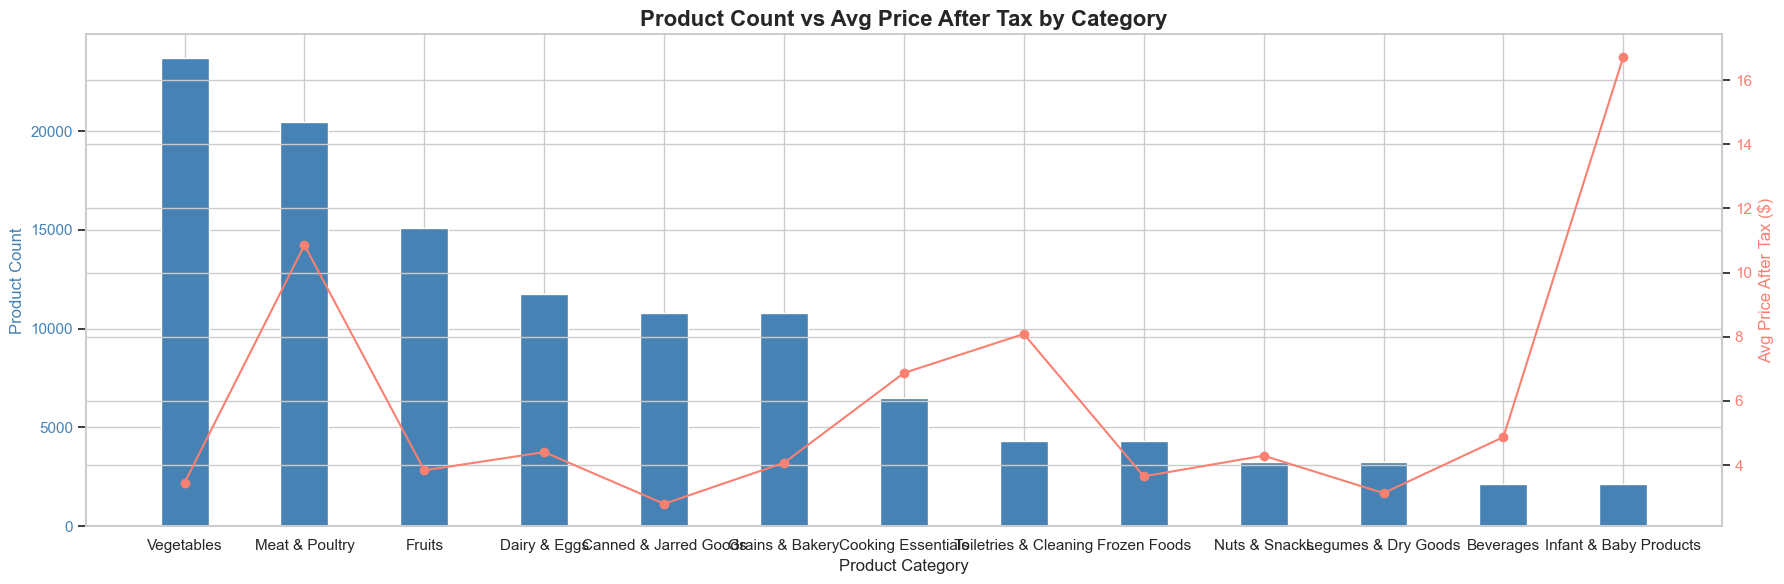 Product Count vs Avg Price After Tax by Category
Product Count
20000
15000
10000
5000
0
16
14
12
10
8
6
4
Avg Price After Tax ($)
Vegetables
Meat & Poultry
Fruits
Dairy & Eggs
Canned & Jarred Goods
Grains & Bakery
Cooking Essentials
Toiletries & Cleaning
Frozen Foods
Nuts & Snacks
Legumes & Dry Goods
Beverages
Infant & Baby Products
Product Category